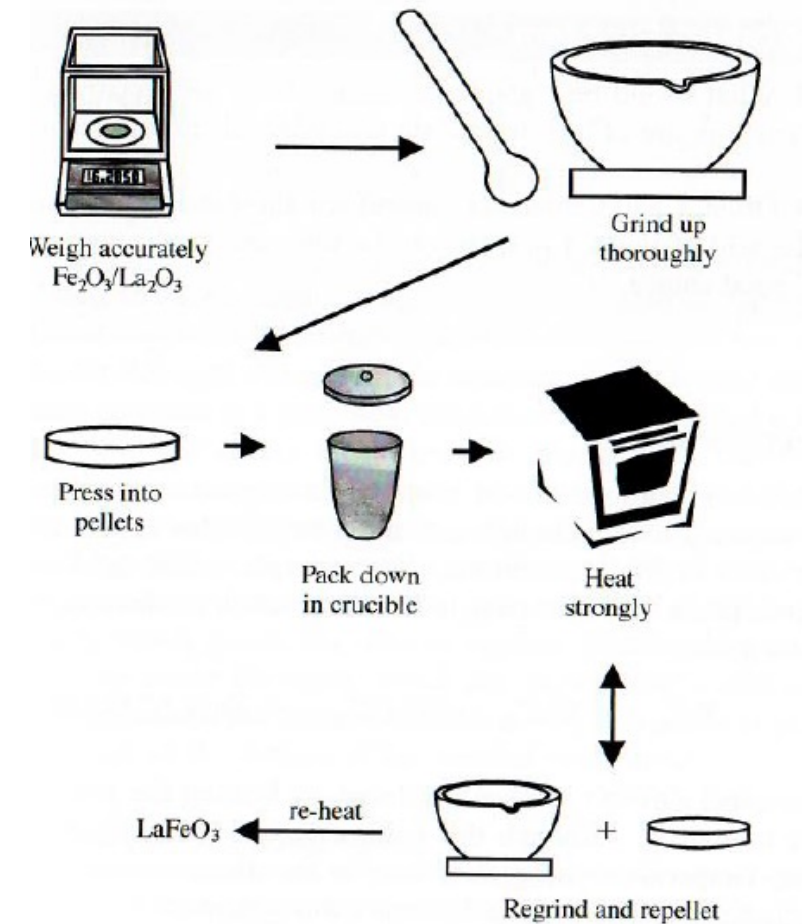 Weigh accurately
Fe₂O₃/La₂O₃
Grind up
thoroughly
Press into
pellets
Pack down
in crucible
Heat
strongly
LaFeO₃
re-heat
+
Regrind and repellet